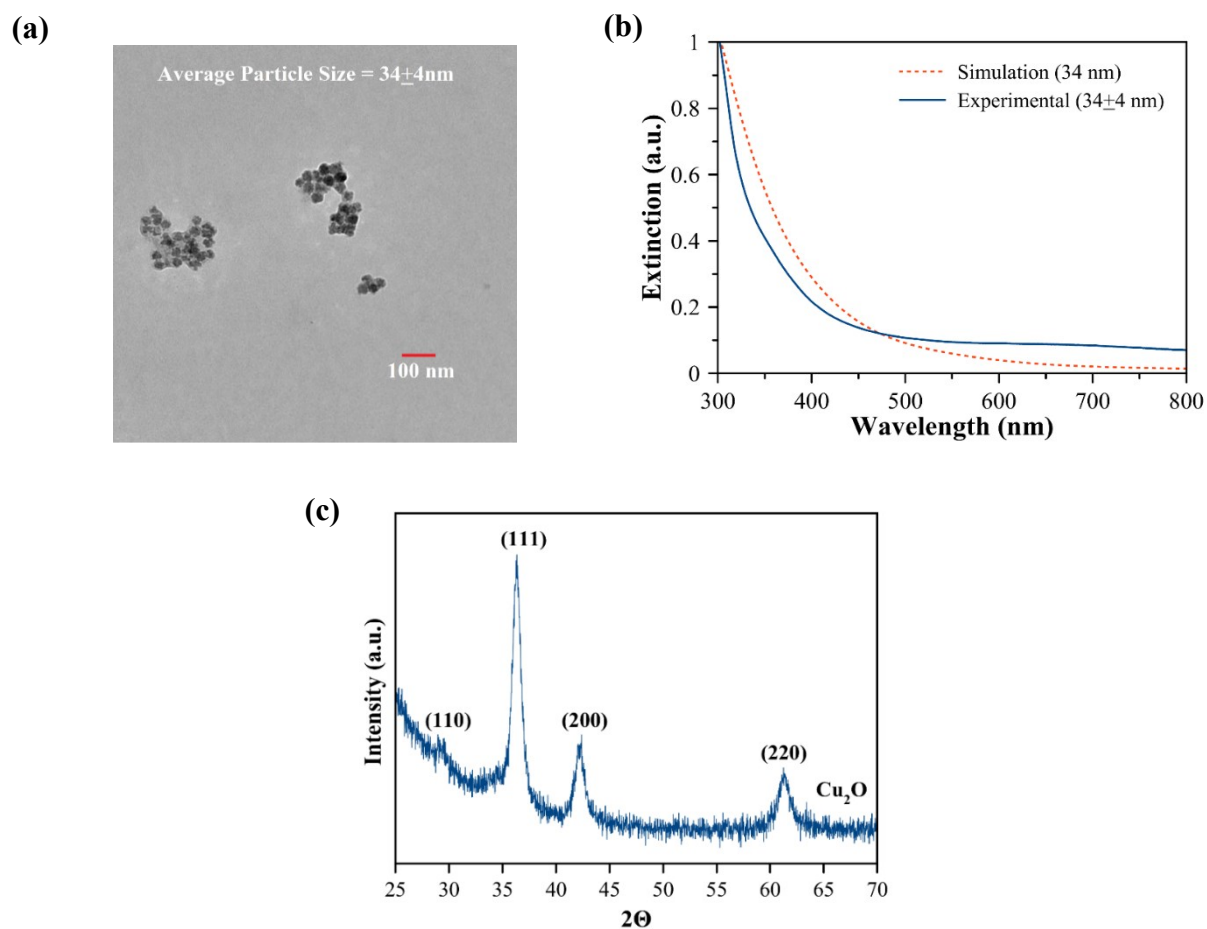 (a)
Average Particle Size = 34±4nm
100 nm
(b)
Extinction (a.u.)
1
0.8
0.6
0.4
0.2
0
Simulation (34 nm)
Experimental (34±4 nm)
300 400 500 600 700 800
Wavelength (nm)
(c)
Intensity (a.u.)
(111)
(110)
(200)
(220)
Cu₂O
25 30 35 40 45 50 55 60 65 70
2Θ